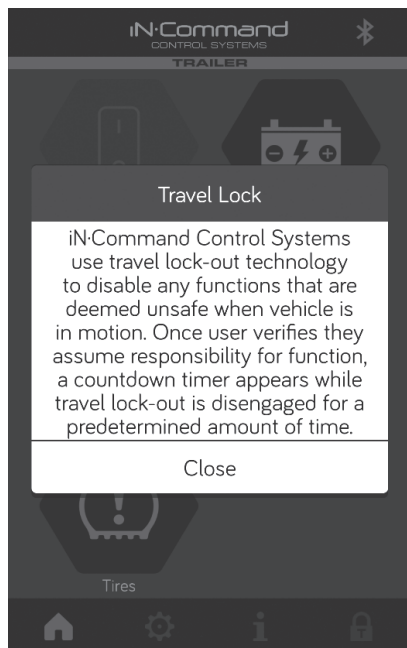 iN·Command
CONTROL SYSTEMS
TRAILER
Travel Lock
iN·Command Control Systems
use travel lock-out technology
to disable any functions that are
deemed unsafe when vehicle is
in motion. Once user verifies they
assume responsibility for function,
a countdown timer appears while
travel lock-out is disengaged for a
predetermined amount of time.
Close
Tires